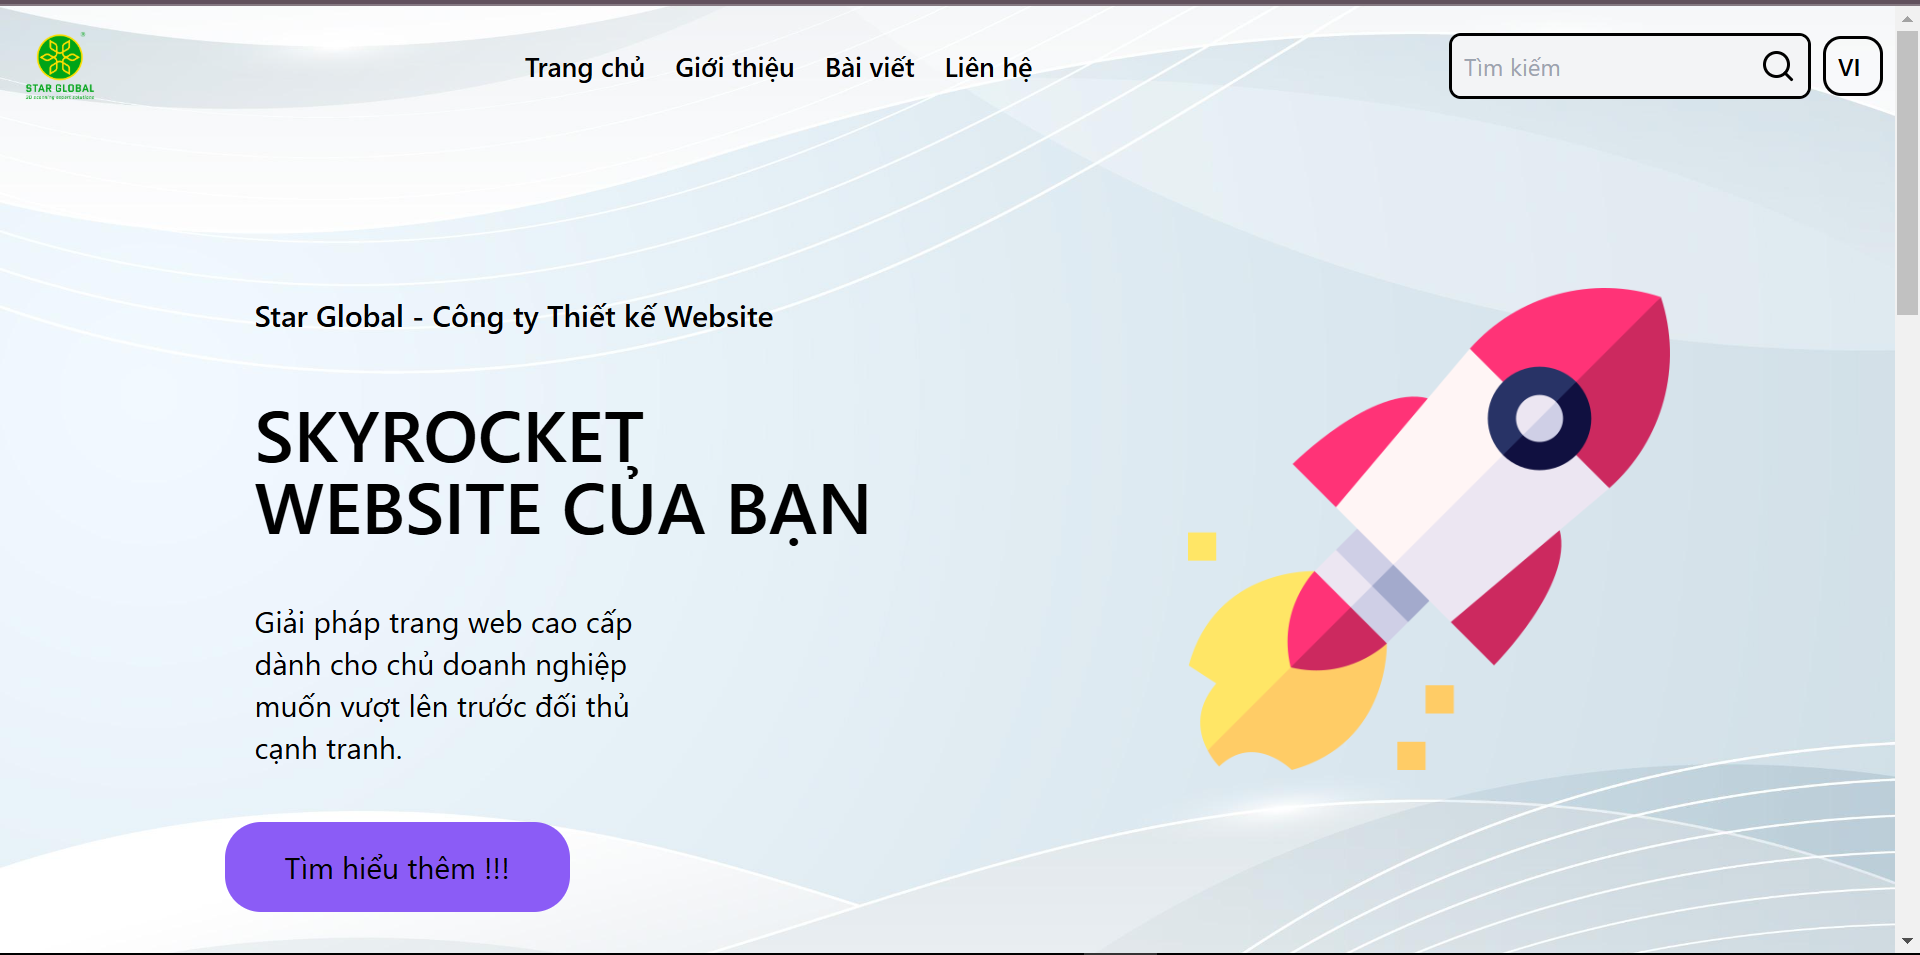 STAR GLOBAL
Trang chủ
Giới thiệu
Bài viết
Liên hệ
Tìm kiếm
VI
Star Global - Công ty Thiết kế Website
SKYROCKET
WEBSITE CỦA BẠN
Giải pháp trang web cao cấp
dành cho chủ doanh nghiệp
muốn vượt lên trước đối thủ
cạnh tranh.
Tìm hiểu thêm !!!